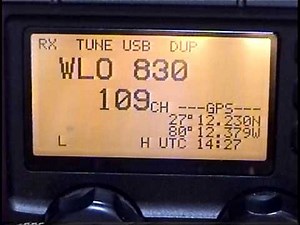 RX TUNE USB DUP
WLO 830
109CH ---GPS---
27°12.230N
80°12.379W
L H UTC 14:27